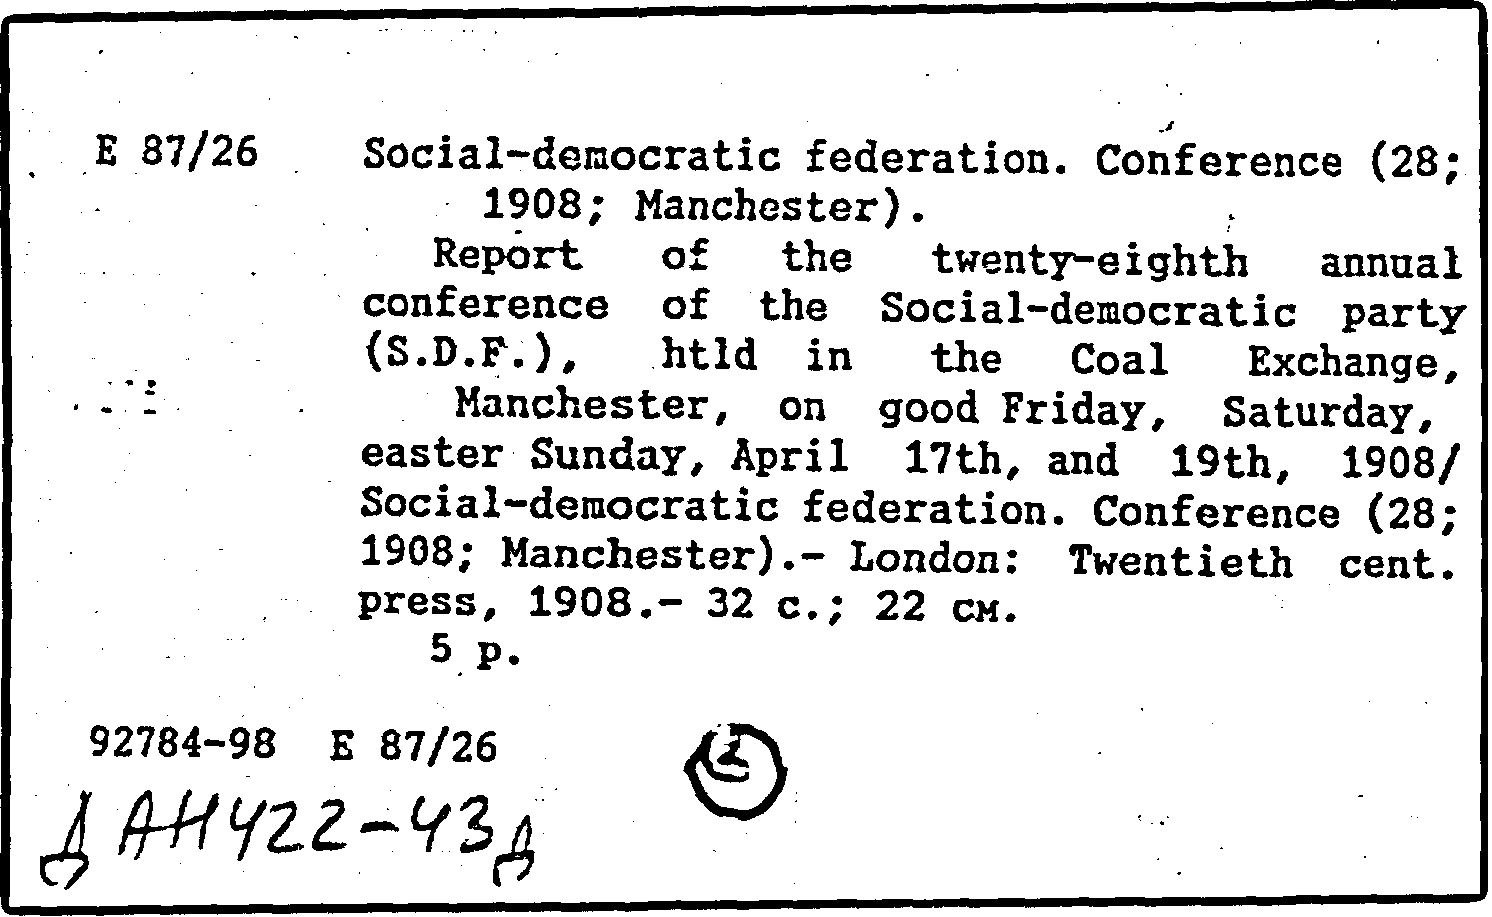 E 87/26 Social-democratic federation. Conference (28;
1908; Manchester).
Report of the twenty-eighth annual
conference of the Social-democratic party
(S.D.F.), htld in the Coal Exchange,
Manchester, on good Friday, Saturday,
easter Sunday, April 17th, and 19th, 1908/
Social-democratic federation. Conference (28;
1908; Manchester).- London: Twentieth cent.
press, 1908.- 32 с.; 22 см.
5 р.
92784-98 E 87/26